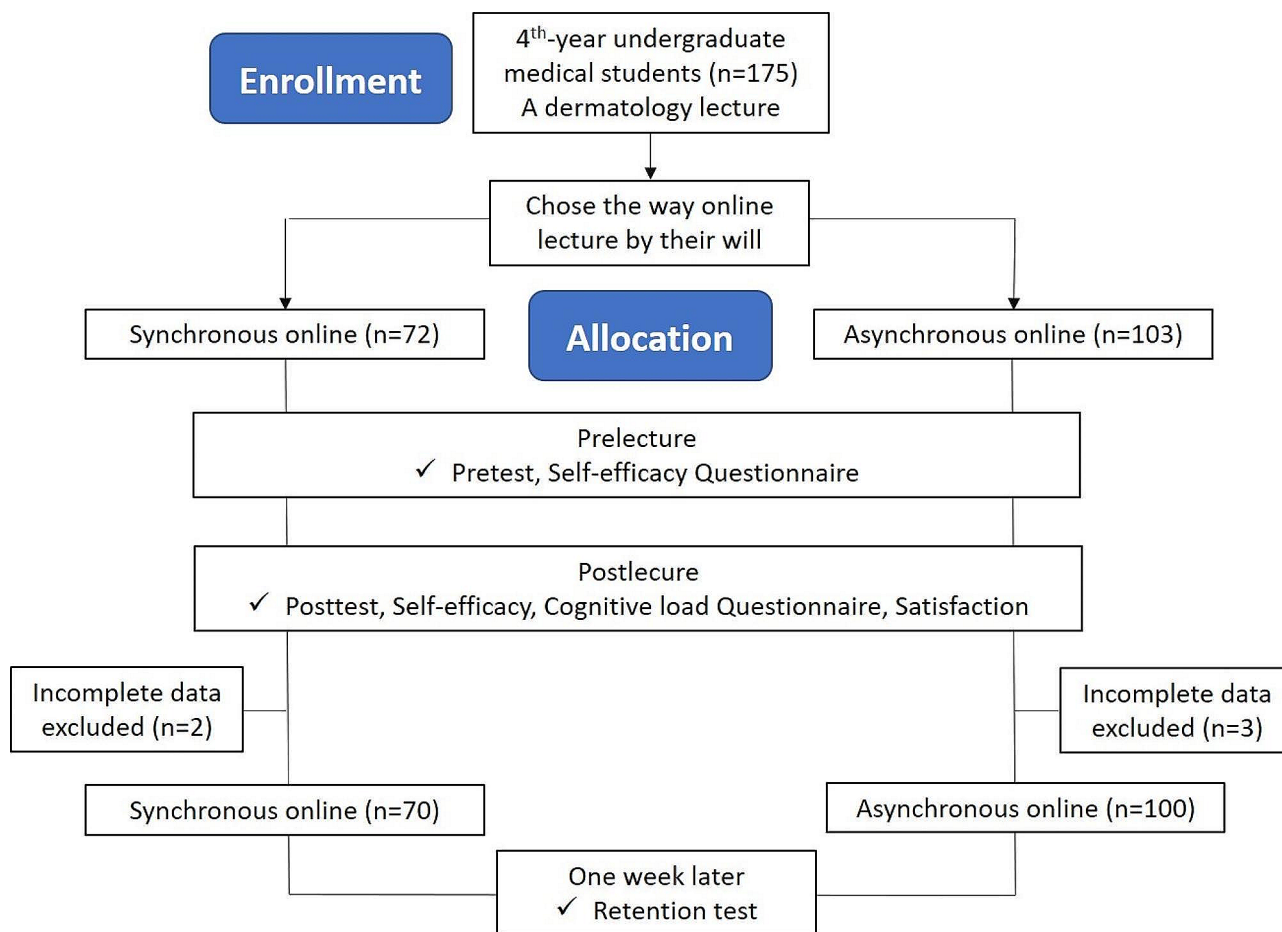 Enrollment
4th-year undergraduate
medical students (n=175)
A dermatology lecture
Chose the way online
lecture by their will
Synchronous online (n=72)
Allocation
Asynchronous online (n=103)
Prelecture
✓ Pretest, Self-efficacy Questionnaire
Postlecure
✓ Posttest, Self-efficacy, Cognitive load Questionnaire, Satisfaction
Incomplete data
excluded (n=2)
Incomplete data
excluded (n=3)
Synchronous online (n=70)
Asynchronous online (n=100)
One week later
✓ Retention test